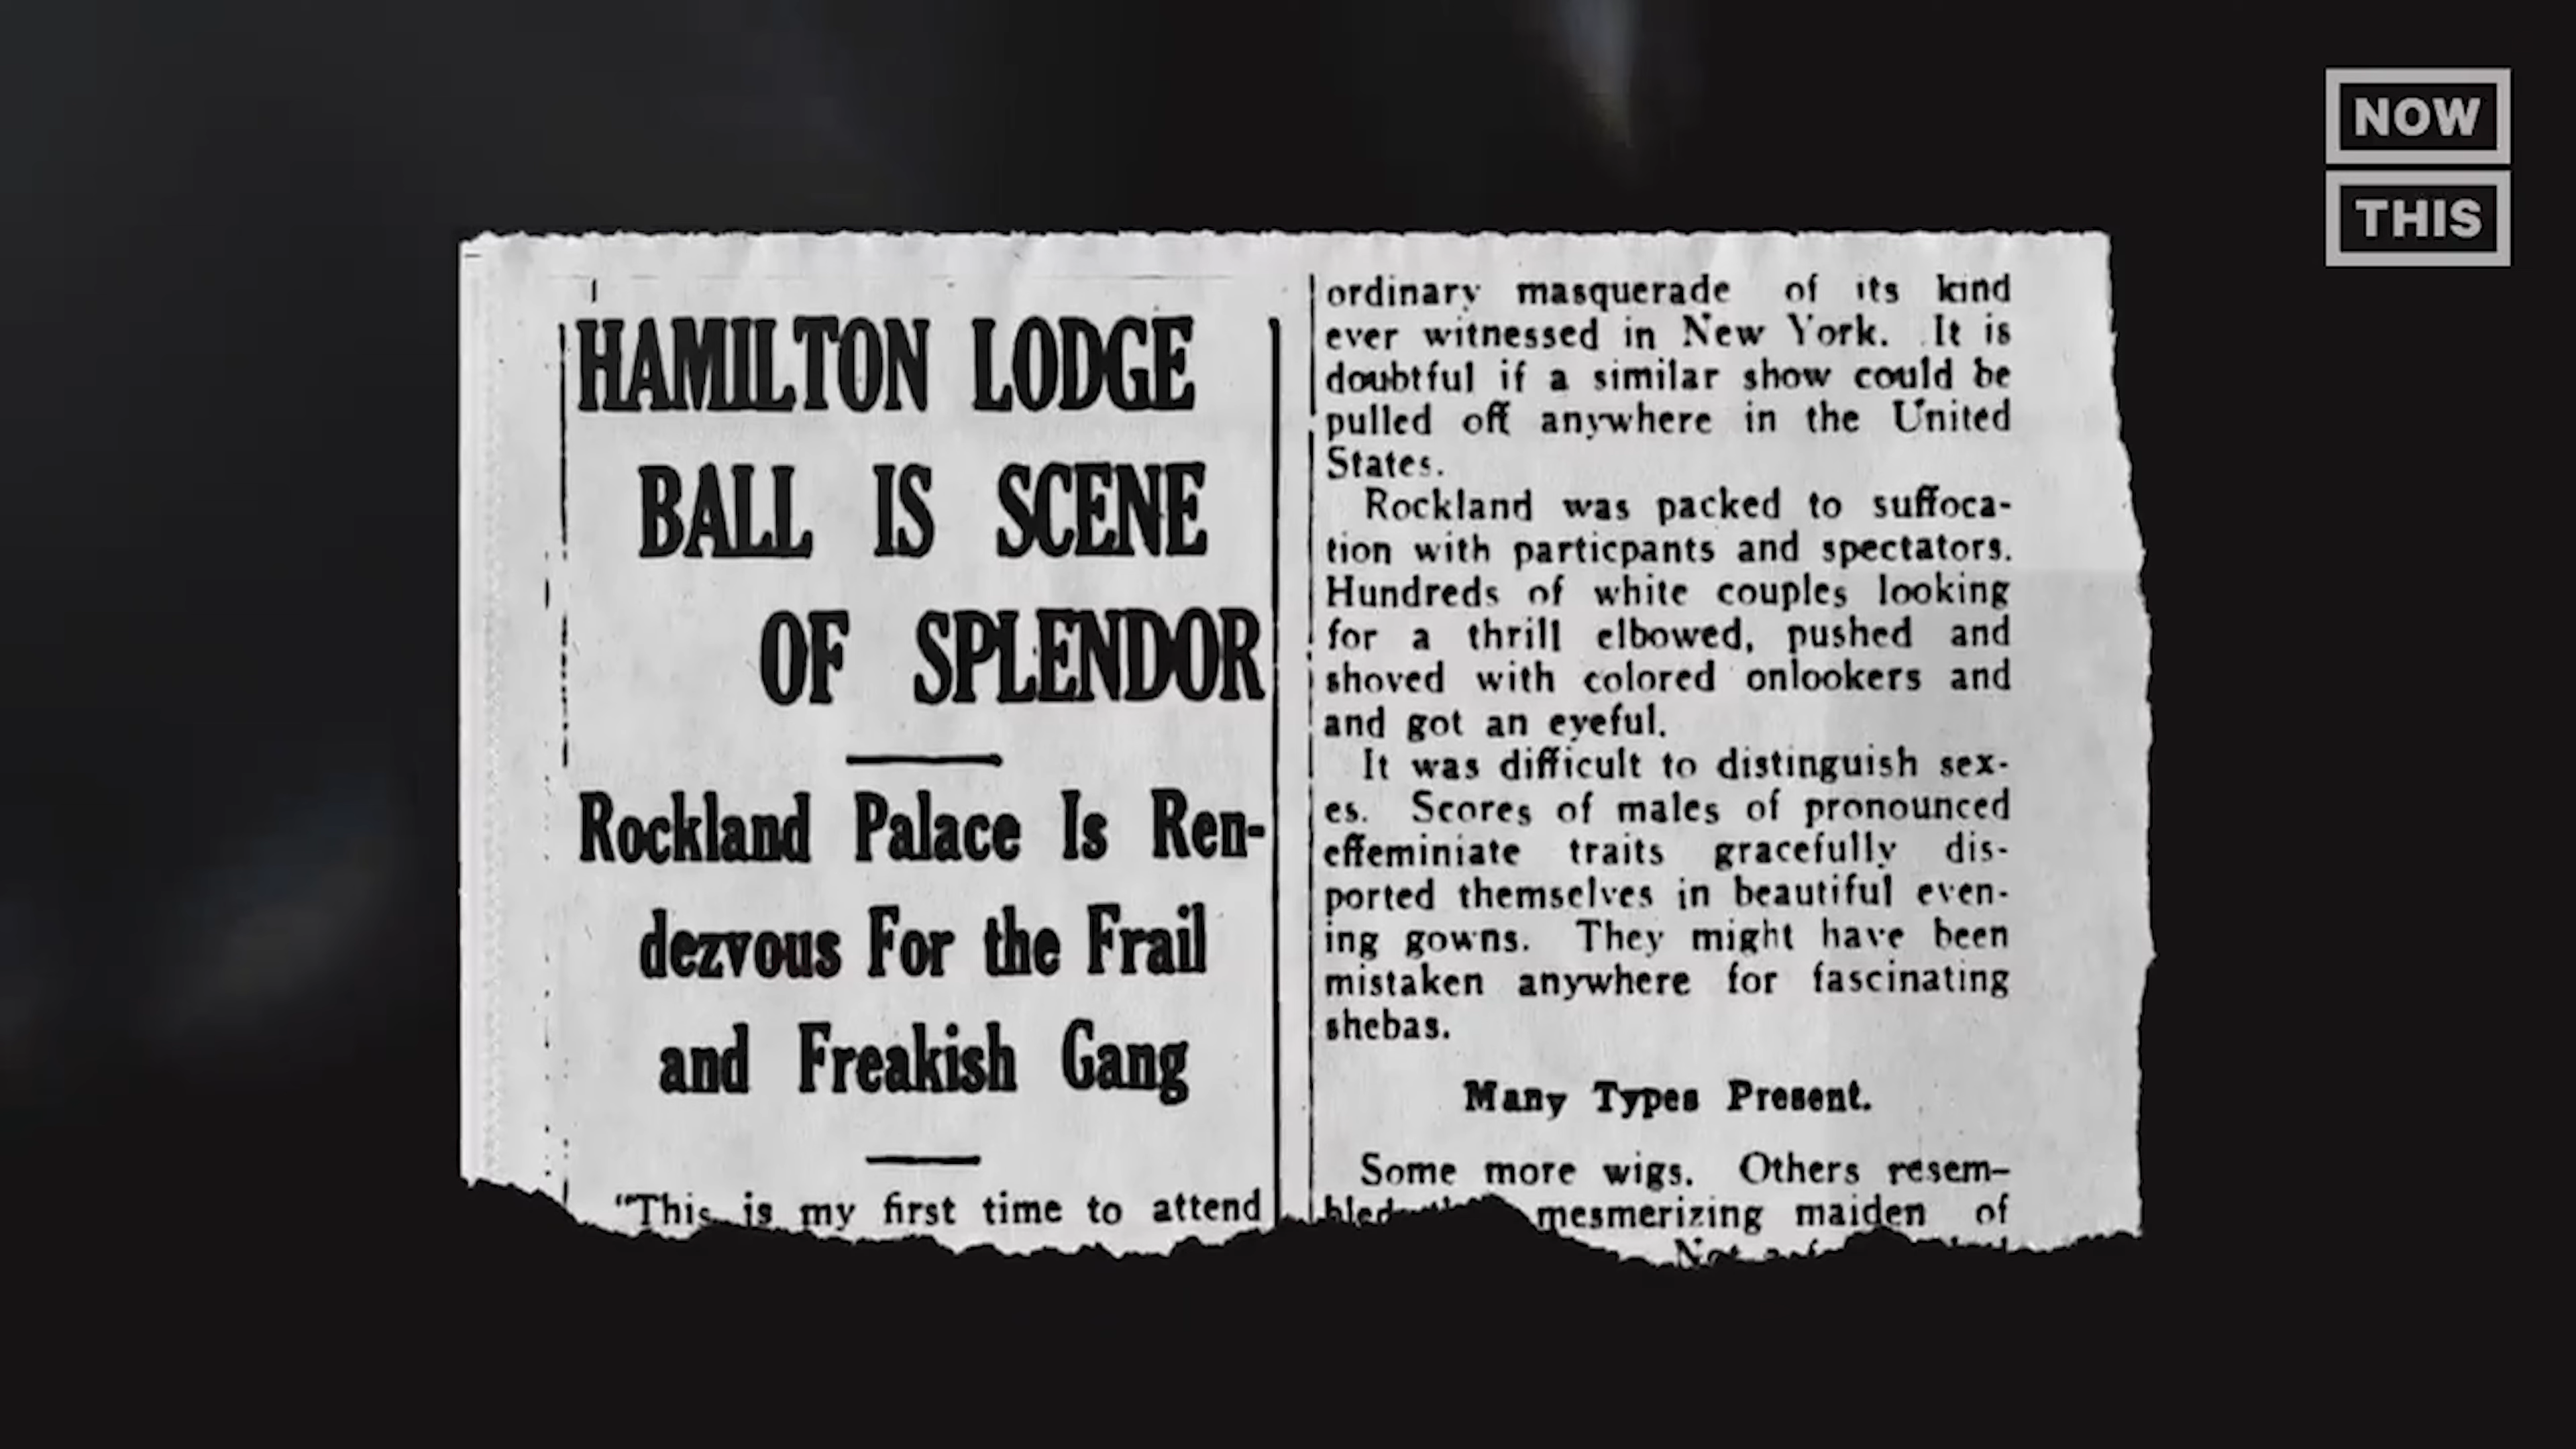 NOW
THIS
HAMILTON LODGE
BALL IS SCENE
OF SPLENDOR
Rockland Palace Is Ren-
dezvous For the Frail
and Freakish Gang
"This is my first time to attend
ordinary masquerade of its kind
ever witnessed in New York. It is
doubtful if a similar show could be
pulled off anywhere in the United
States.
Rockland was packed to suffoca-
tion with particpants and spectators.
Hundreds of white couples looking
for a thrill elbowed, pushed and
shoved with colored onlookers and
and got an eyeful.
It was difficult to distinguish sex-
es. Scores of males of pronounced
effeminiate traits gracefully dis-
ported themselves in beautiful even-
ing gowns. They might have been
mistaken anywhere for fascinating
shebas.
Many Types Present.
Some more wigs. Others resem-
bled mesmerizing maiden of